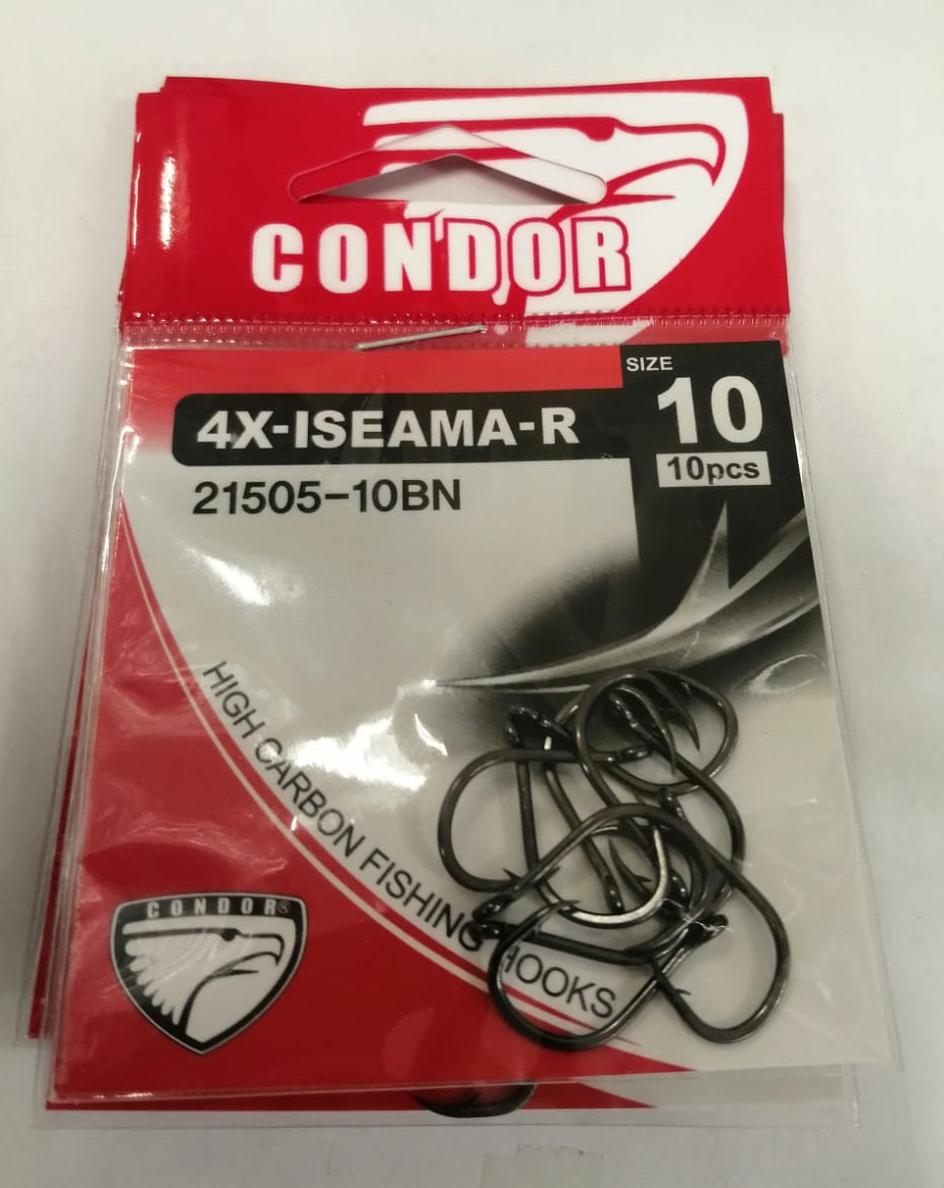 CONDOR
SIZE
10
10pcs
4X-ISEAMA-R
21505-10BN
HIGH CARBON FISHING HOOKS
CONDOR®